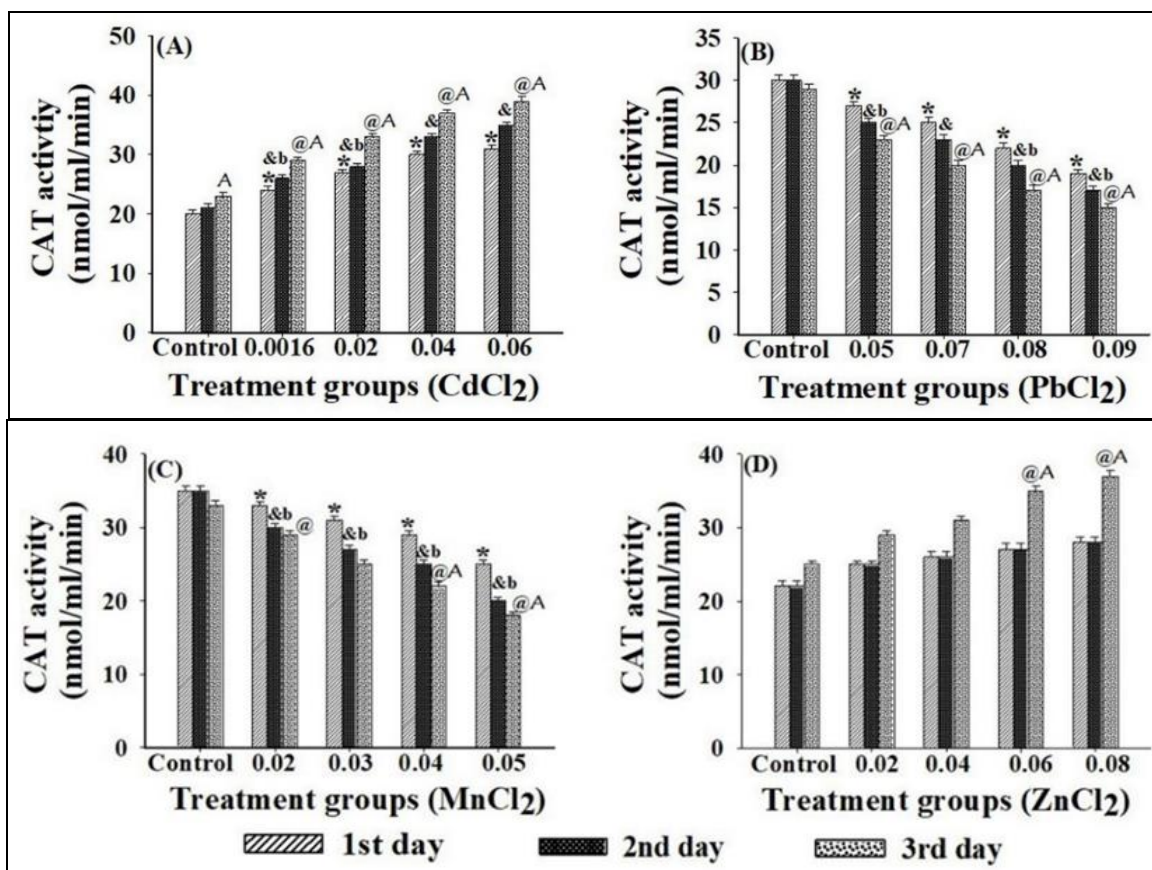 (A)
CAT activtiy
(nmol/ml/min)
50
40
30
20
10
0
A
* &b @A
* &b @A
* & @A
* & @A
Control 0.0016 0.02 0.04 0.06
Treatment groups (CdCl2)
(B)
CAT activity
(nmol/ml/min)
35
30
25
20
15
10
5
0
* &b @A
* & @A
* &b @A
* &b @A
Control 0.05 0.07 0.08 0.09
Treatment groups (PbCl2)
(C)
CAT activity
(nmol/ml/min)
40
30
20
10
0
* &b @
* &b
* &b @A
* &b @A
Control 0.02 0.03 0.04 0.05
Treatment groups (MnCl2)
(D)
CAT activity
(nmol/ml/min)
40
30
20
10
0
@A
@A
Control 0.02 0.04 0.06 0.08
Treatment groups (ZnCl2)
1st day 2nd day 3rd day